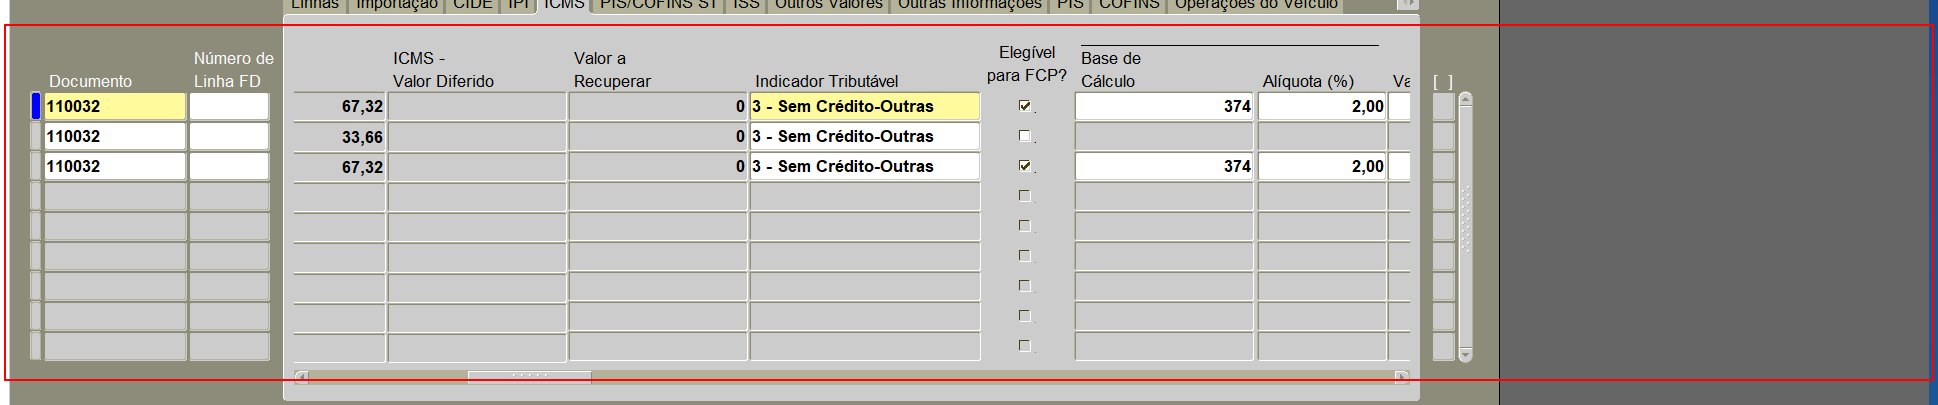 Linhas Importação CIDE IPI ICMS PIS/COFINS ST ISS Outros Valores Outras Informações PIS COFINS Operações do Veículo
Número de ICMS - Valor a Elegível Base de
Documento Linha FD Valor Diferido Recuperar Indicador Tributável para FCP? Cálculo Alíquota (%) Va [ ]
110032 67,32 0 3 - Sem Crédito-Outras 374 2,00
110032 33,66 0 3 - Sem Crédito-Outras
110032 67,32 0 3 - Sem Crédito-Outras 374 2,00